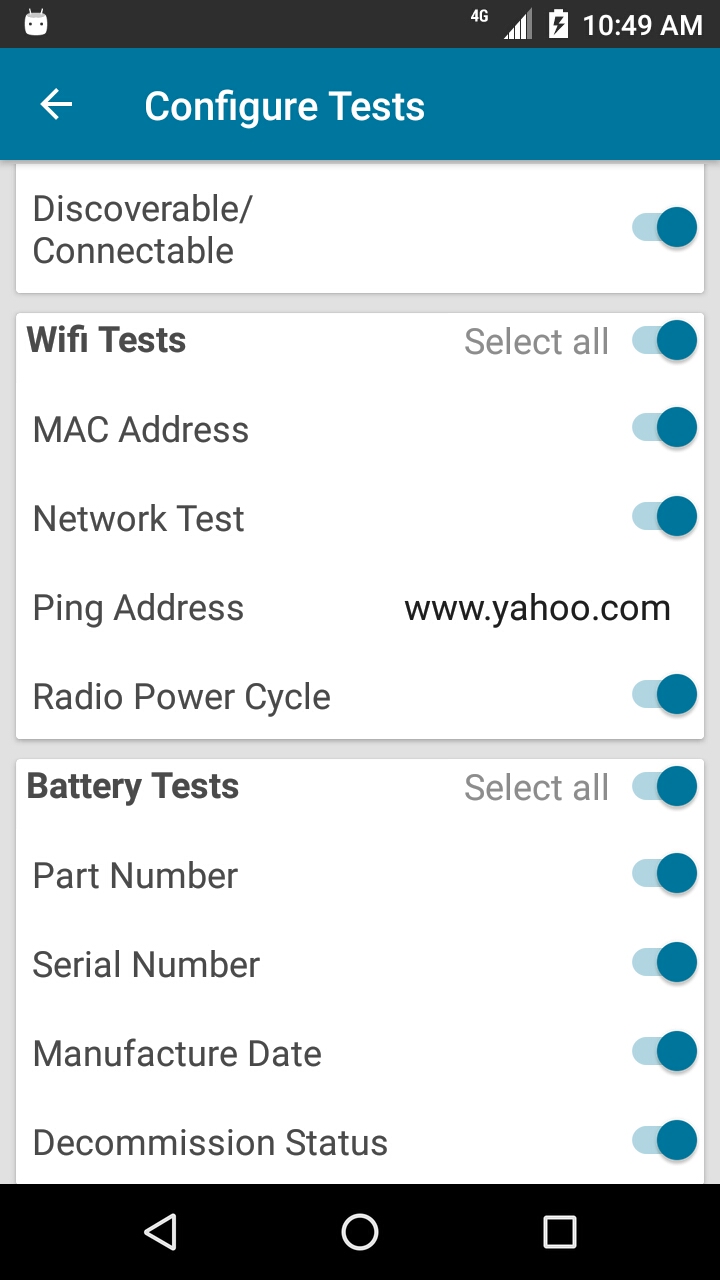 4G 10:49 AM
Configure Tests
Discoverable/
Connectable
Wifi Tests Select all
MAC Address
Network Test
Ping Address www.yahoo.com
Radio Power Cycle
Battery Tests Select all
Part Number
Serial Number
Manufacture Date
Decommission Status